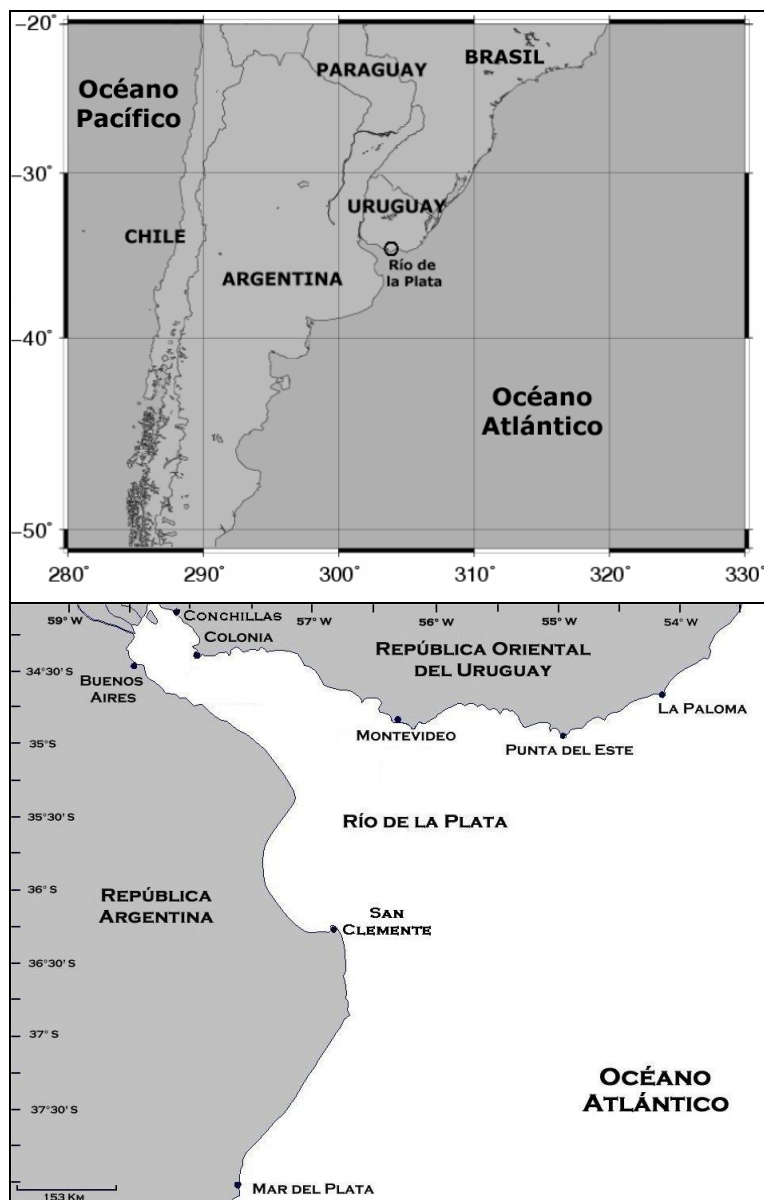 −20°
BRASIL
PARAGUAY
Océano
Pacífico
−30°
URUGUAY
CHILE
Río de
la Plata
ARGENTINA
−40°
Océano
Atlántico
−50°
280° 290° 300° 310° 320° 330°
CONCHILLAS
59° W 57° W 56° W 55° W 54° W
COLONIA
REPÚBLICA ORIENTAL
DEL URUGUAY
34°30' S
BUENOS
AIRES
LA PALOMA
MONTEVIDEO
35°S
PUNTA DEL ESTE
35°30' S
RÍO DE LA PLATA
36° S
REPÚBLICA
ARGENTINA
SAN
CLEMENTE
36°30' S
37° S
OCÉANO
ATLÁNTICO
37°30' S
MAR DEL PLATA
153 KM